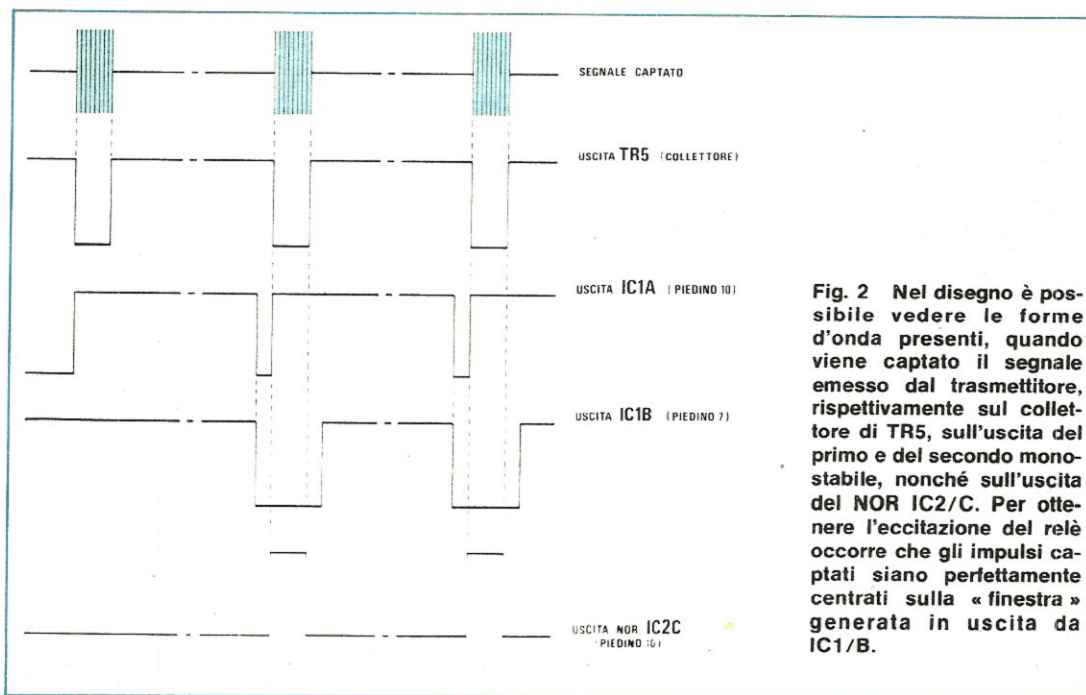 SEGNALE CAPTATO
USCITA TR5 (COLLETTORE)
USCITA IC1A (PIEDINO 10)
USCITA IC1B (PIEDINO 7)
USCITA NOR IC2C
Fig. 2 Nel disegno è pos-
sibile vedere le forme
d'onda presenti, quando
viene captato il segnale
emesso dal trasmettitore,
rispettivamente sul collet-
tore di TR5, sull'uscita del
primo e del secondo mono-
stabile, nonché sull'uscita
del NOR IC2/C. Per otte-
nere l'eccitazione del relè
occorre che gli impulsi ca-
ptati siano perfettamente
centrati sulla « finestra »
generata in uscita da
IC1/B.